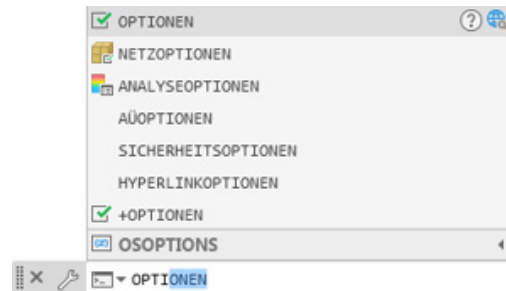 OPTIONEN
NETZOPTIONEN
ANALYSEOPTIONEN
AÜOPTIONEN
SICHERHEITSOPTIONEN
HYPERLINKOPTIONEN
+OPTIONEN
OSOPTIONS
OPTIONEN